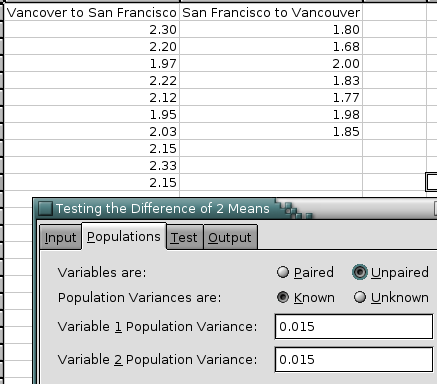 Vancover to San Francisco San Francisco to Vancouver
2.30 1.80
2.20 1.68
1.97 2.00
2.22 1.83
2.12 1.77
1.95 1.98
2.03 1.85
2.15
2.33
2.15
Testing the Difference of 2 Means
Input Populations Test Output
Variables are: Paired Unpaired
Population Variances are: Known Unknown
Variable 1 Population Variance: 0.015
Variable 2 Population Variance: 0.015